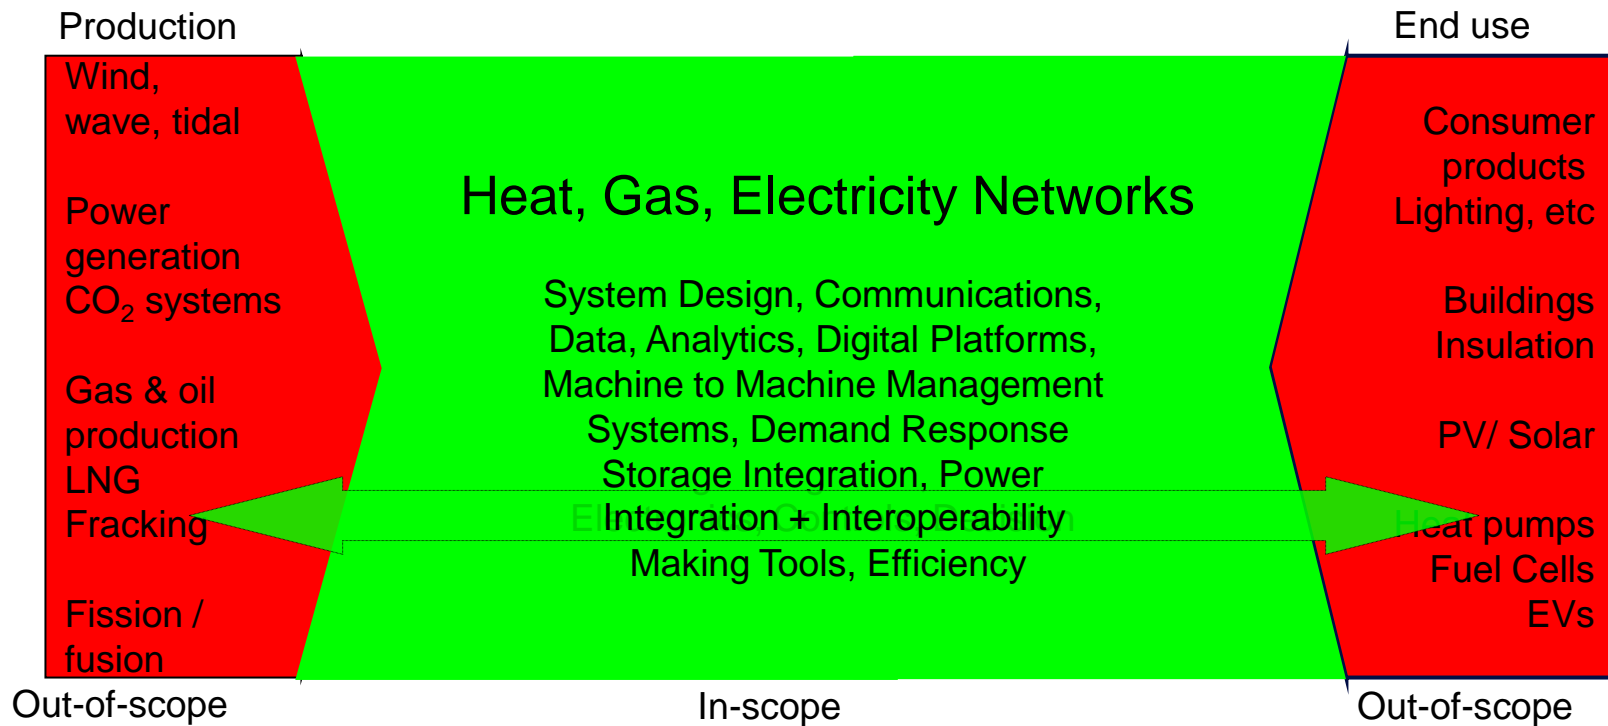 Production
Wind,
wave, tidal
Power
generation
CO₂ systems
Gas & oil
production
LNG
Fracking
Fission /
fusion
Out-of-scope
Heat, Gas, Electricity Networks
System Design, Communications,
Data, Analytics, Digital Platforms,
Machine to Machine Management
Systems, Demand Response
Storage Integration, Power
Integration + Interoperability
Making Tools, Efficiency
In-scope
End use
Consumer
products
Lighting, etc
Buildings
Insulation
PV/ Solar
Heat pumps
Fuel Cells
EVs
Out-of-scope